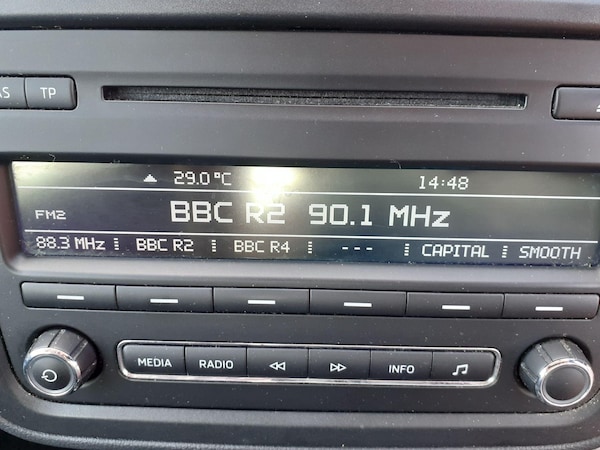 AS TP
29.0°C 14:48
FM2 BBC R2 90.1 MHz
88.3 MHz BBC R2 BBC R4 --- CAPITAL SMOOTH
MEDIA RADIO INFO